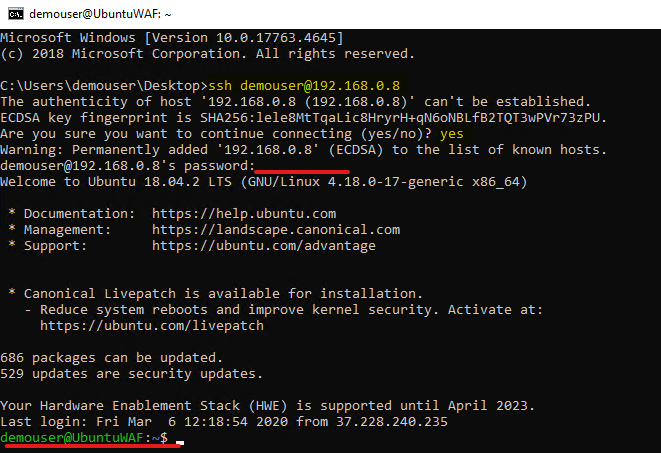 demouser@UbuntuWAF: ~
Microsoft Windows [Version 10.0.17763.4645]
(c) 2018 Microsoft Corporation. All rights reserved.
C:\Users\demouser\Desktop>ssh demouser@192.168.0.8
The authenticity of host '192.168.0.8 (192.168.0.8)' can't be established.
ECDSA key fingerprint is SHA256:lele8MtTqaLic8HryrH+qN6oNBLfB2TQT3wPVr73zPU.
Are you sure you want to continue connecting (yes/no)? yes
Warning: Permanently added '192.168.0.8' (ECDSA) to the list of known hosts.
demouser@192.168.0.8's password:
Welcome to Ubuntu 18.04.2 LTS (GNU/Linux 4.18.0-17-generic x86_64)
* Documentation:  https://help.ubuntu.com
* Management:     https://landscape.canonical.com
* Support:        https://ubuntu.com/advantage
* Canonical Livepatch is available for installation.
- Reduce system reboots and improve kernel security. Activate at:
https://ubuntu.com/livepatch
686 packages can be updated.
529 updates are security updates.
Your Hardware Enablement Stack (HWE) is supported until April 2023.
Last login: Fri Mar  6 12:18:54 2020 from 37.228.240.235
demouser@UbuntuWAF:~$